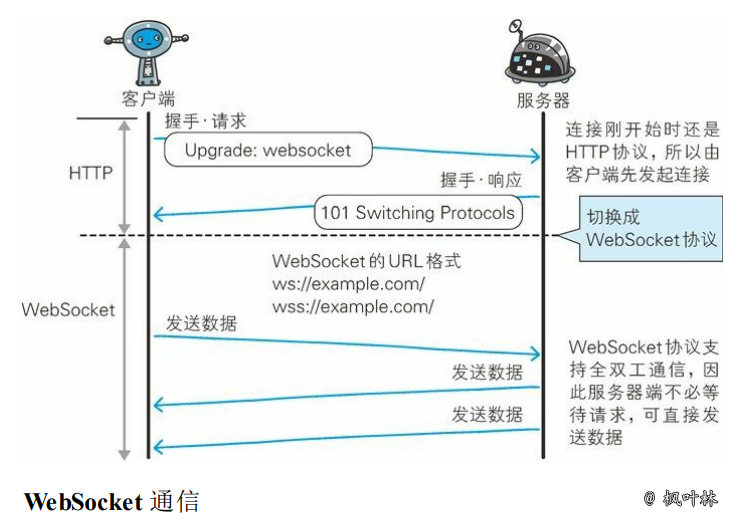 客户端
服务器
握手·请求
Upgrade: websocket
连接刚开始时还是
HTTP协议，所以由
客户端先发起连接
HTTP
握手·响应
101 Switching Protocols
切换成
WebSocket协议
WebSocket的URL格式
ws://example.com/
wss://example.com/
WebSocket
发送数据
WebSocket协议支
持全双工通信，因
此服务器端不必等
待请求，可直接发
送数据
发送数据
发送数据
WebSocket 通信
@ 枫叶林